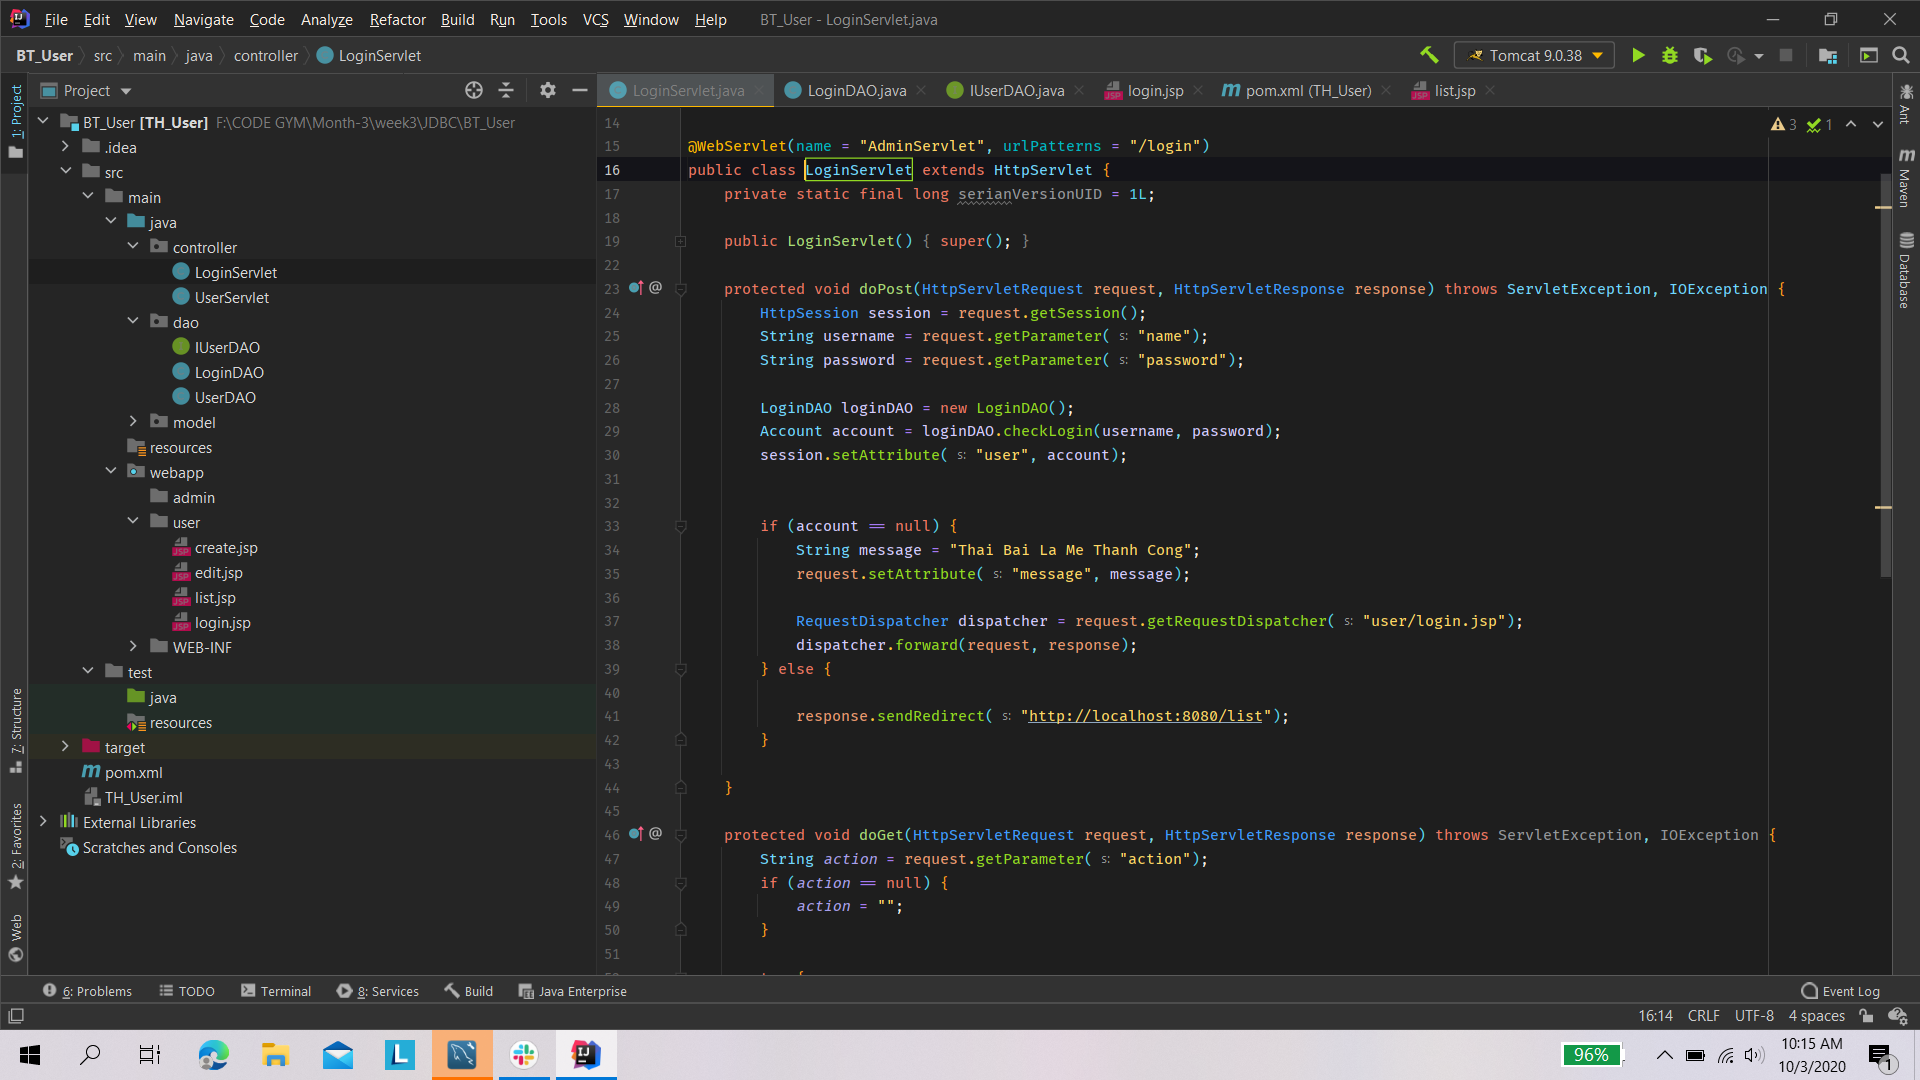 File Edit View Navigate Code Analyze Refactor Build Run Tools VCS Window Help BT_User - LoginServlet.java
BT_User src main java controller LoginServlet Tomcat 9.0.38
Project LoginServlet.java LoginDAO.java IUserDAO.java login.jsp pom.xml (TH_User) list.jsp
1: Project
7: Structure
2: Favorites
Web
BT_User [TH_User] F:\CODE GYM\Month-3\week3\JDBC\BT_User
.idea
src
main
java
controller
LoginServlet
UserServlet
dao
IUserDAO
LoginDAO
UserDAO
model
resources
webapp
admin
user
create.jsp
edit.jsp
list.jsp
login.jsp
WEB-INF
test
java
resources
target
pom.xml
TH_User.iml
External Libraries
Scratches and Consoles
3 1
14
15 @WebServlet(name = "AdminServlet", urlPatterns = "/login")
16 public class LoginServlet extends HttpServlet {
17 private static final long serianVersionUID = 1L;
18
19 public LoginServlet() { super(); }
22
23 @ protected void doPost(HttpServletRequest request, HttpServletResponse response) throws ServletException, IOException {
24 HttpSession session = request.getSession();
25 String username = request.getParameter( s: "name");
26 String password = request.getParameter( s: "password");
27
28 LoginDAO loginDAO = new LoginDAO();
29 Account account = loginDAO.checkLogin(username, password);
30 session.setAttribute( s: "user", account);
31
32
33 if (account == null) {
34 String message = "Thai Bai La Me Thanh Cong";
35 request.setAttribute( s: "message", message);
36
37 RequestDispatcher dispatcher = request.getRequestDispatcher( s: "user/login.jsp");
38 dispatcher.forward(request, response);
39 } else {
40
41 response.sendRedirect( s: "http://localhost:8080/list");
42 }
43
44 }
45
46 @ protected void doGet(HttpServletRequest request, HttpServletResponse response) throws ServletException, IOException {
47 String action = request.getParameter( s: "action");
48 if (action == null) {
49 action = "";
50 }
51
Ant
Maven
Database
6: Problems TODO Terminal 8: Services Build Java Enterprise Event Log
16:14 CRLF UTF-8 4 spaces
96% 10:15 AM
10/3/2020 1